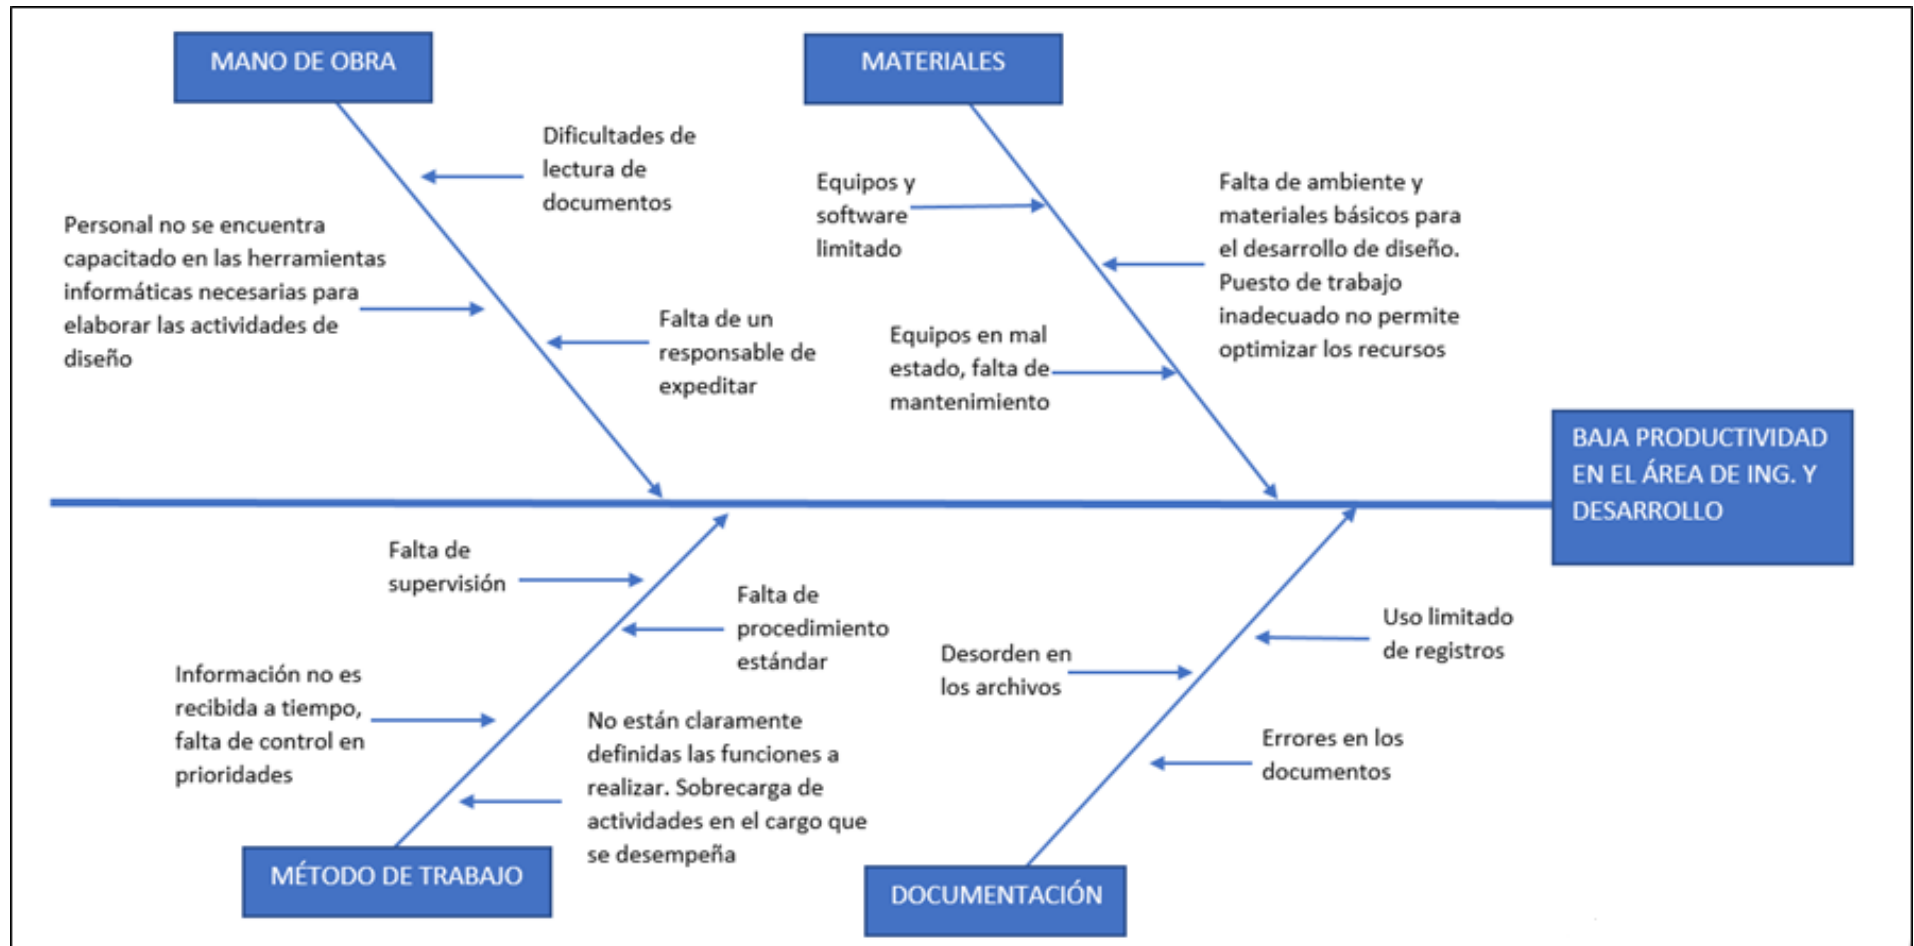 MANO DE OBRA
MATERIALES
Dificultades de
lectura de
documentos
Personal no se encuentra
capacitado en las herramientas
informáticas necesarias para
elaborar las actividades de
diseño
Falta de un
responsable de
expeditar
Equipos y
software
limitado
Falta de ambiente y
materiales básicos para
el desarrollo de diseño.
Puesto de trabajo
inadecuado no permite
optimizar los recursos
Equipos en mal
estado, falta de
mantenimiento
BAJA PRODUCTIVIDAD
EN EL ÁREA DE ING. Y
DESARROLLO
Falta de
supervisión
Falta de
procedimiento
estándar
Información no es
recibida a tiempo,
falta de control en
prioridades
No están claramente
definidas las funciones a
realizar. Sobrecarga de
actividades en el cargo que
se desempeña
Desorden en
los archivos
Uso limitado
de registros
Errores en los
documentos
MÉTODO DE TRABAJO
DOCUMENTACIÓN